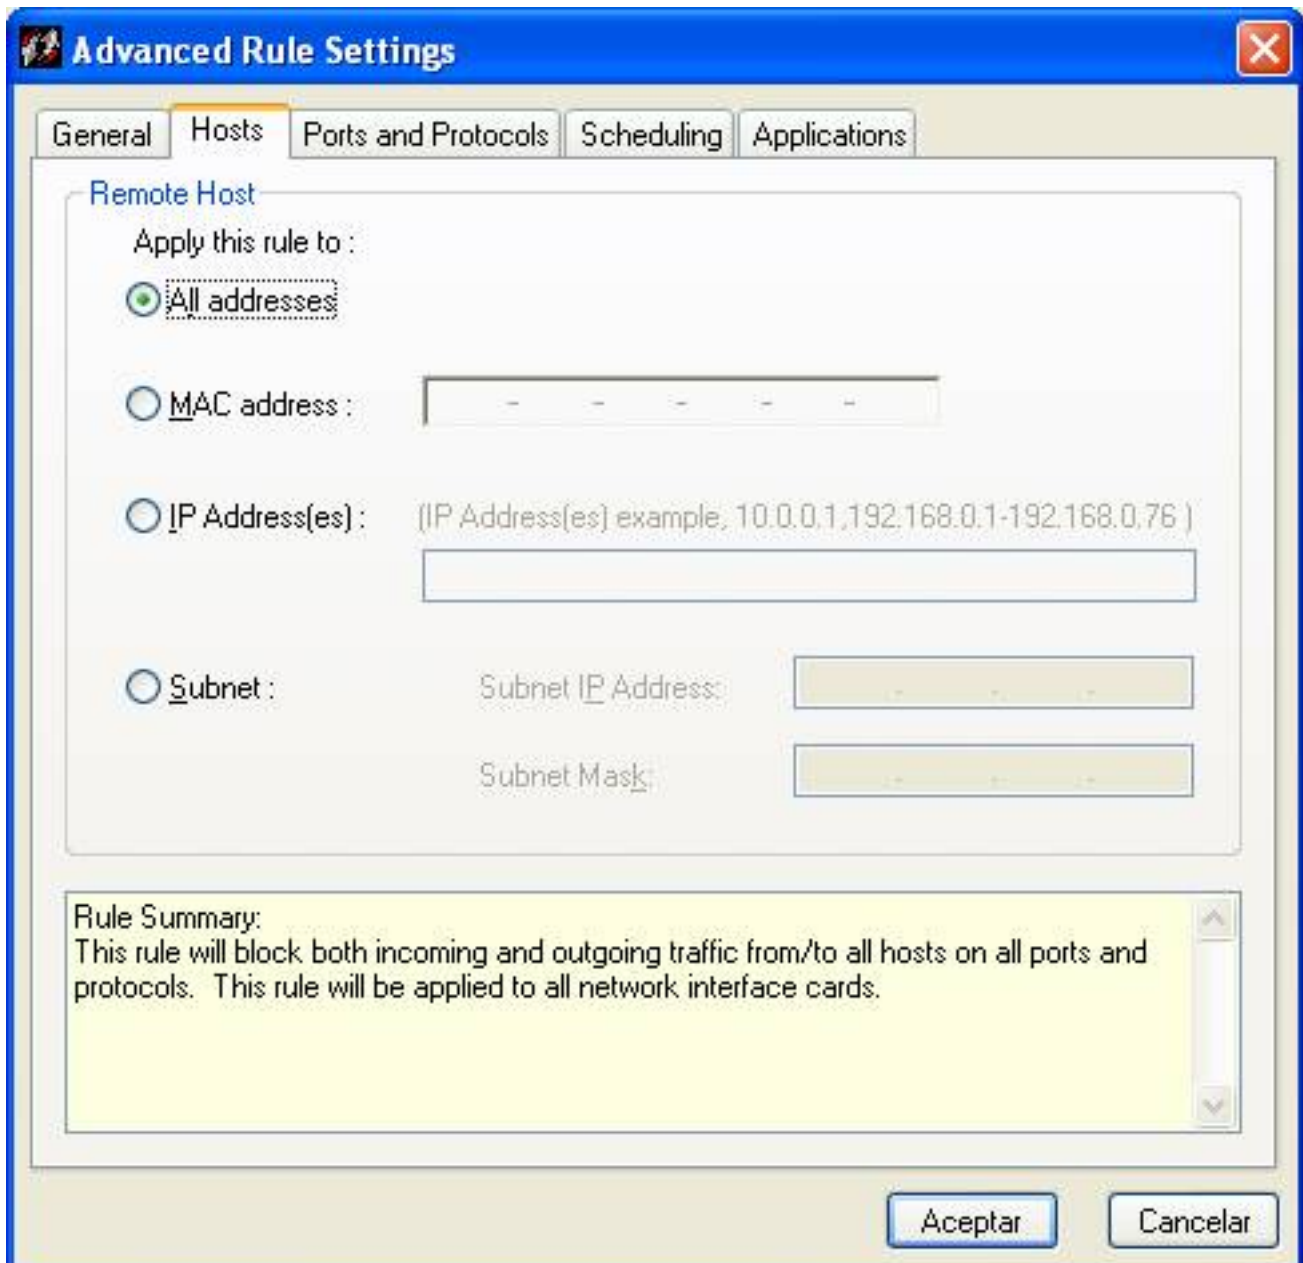 Advanced Rule Settings
General Hosts Ports and Protocols Scheduling Applications
Remote Host
Apply this rule to :
All addresses
MAC address : - - - - -
IP Address(es) : (IP Address(es) example, 10.0.0.1,192.168.0.1-192.168.0.76 )
Subnet : Subnet IP Address: . . .
Subnet Mask: . . .
Rule Summary:
This rule will block both incoming and outgoing traffic from/to all hosts on all ports and
protocols. This rule will be applied to all network interface cards.
Aceptar Cancelar